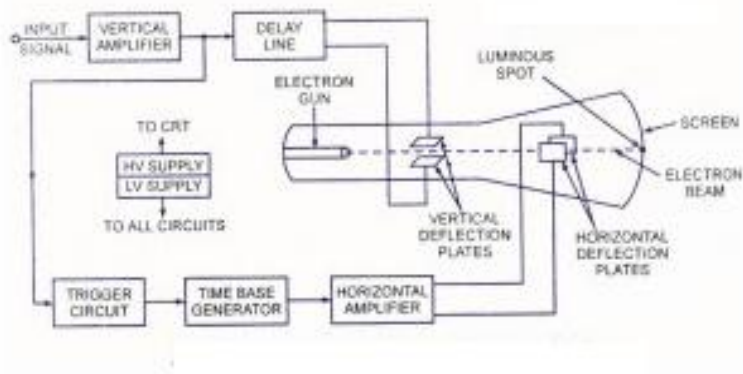 INPUT
SIGNAL
VERTICAL
AMPLIFIER
DELAY
LINE
ELECTRON
GUN
LUMINOUS
SPOT
SCREEN
TO CRT
HV SUPPLY
LV SUPPLY
TO ALL CIRCUITS
ELECTRON
BEAM
VERTICAL
DEFLECTION
PLATES
HORIZONTAL
DEFLECTION
PLATES
TRIGGER
CIRCUIT
TIME BASE
GENERATOR
HORIZONTAL
AMPLIFIER